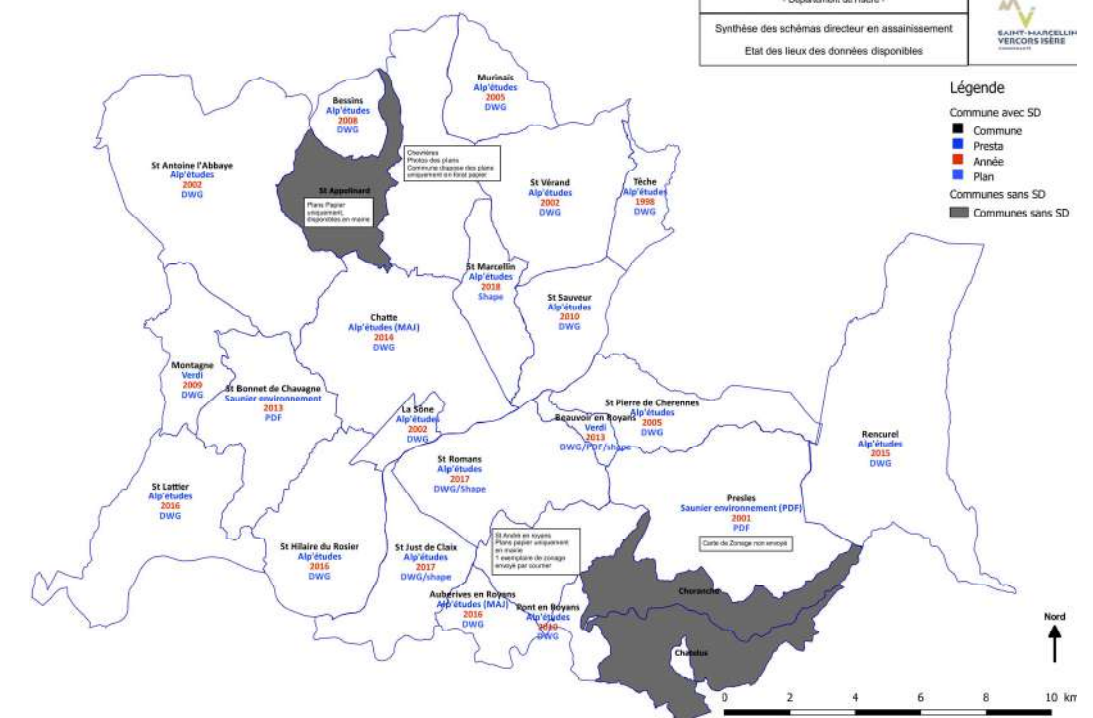 - Département de l'Isère -
Synthèse des schémas directeur en assainissement
Etat des lieux des données disponibles
SAINT-MARCELLIN
VERCORS ISÈRE
Légende
Commune avec SD
Commune
Presta
Année
Plan
Communes sans SD
Communes sans SD
Murinais
Alp'études
2005
DWG
Bessins
Alp'études
2008
DWG
Chevrières
Photos des plans
Commune dispose des plans
uniquement en forat papier
St Antoine l'Abbaye
Alp'études
2002
DWG
St Appolinard
Plans Papier
uniquement,
disponibles en mairie
St Vérand
Alp'études
2002
DWG
Têche
Alp'études
1998
DWG
St Marcellin
Alp'études
2018
Shape
St Sauveur
Alp'études
2010
DWG
Chatte
Alp'études (MAJ)
2014
DWG
Montagne
Verdi
2009
DWG
St Bonnet de Chavagne
Saunier environnement
2013
PDF
La Sône
Alp'études
2002
DWG
St Pierre de Cherennes
Alp'études
2005
DWG
Beauvoir en Royans
Verdi
2013
DWG/PDF/shape
Rencurel
Alp'études
2015
DWG
St Romans
Alp'études
2017
DWG/Shape
St Lattier
Alp'études
2016
DWG
Presles
Saunier environnement (PDF)
2001
PDF
Carte de Zonage non envoyé
St André en royans
Plans papier uniquement
en mairie
1 exemplaire de zonage
envoyé par courrier
St Hilaire du Rosier
Alp'études
2016
DWG
St Just de Claix
Alp'études
2017
DWG/shape
Auberives en Royans
Alp'études (MAJ)
2016
DWG
Pont en Royans
Alp'études
2010
DWG
Choranche
Chatelus
Nord
0 2 4 6 8 10 km